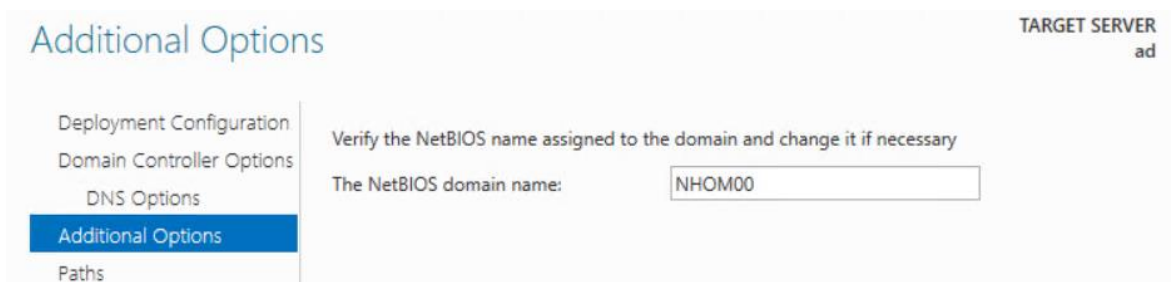 Additional Options
TARGET SERVER
ad
Deployment Configuration
Domain Controller Options
DNS Options
Additional Options
Paths
Verify the NetBIOS name assigned to the domain and change it if necessary
The NetBIOS domain name: NHOM00